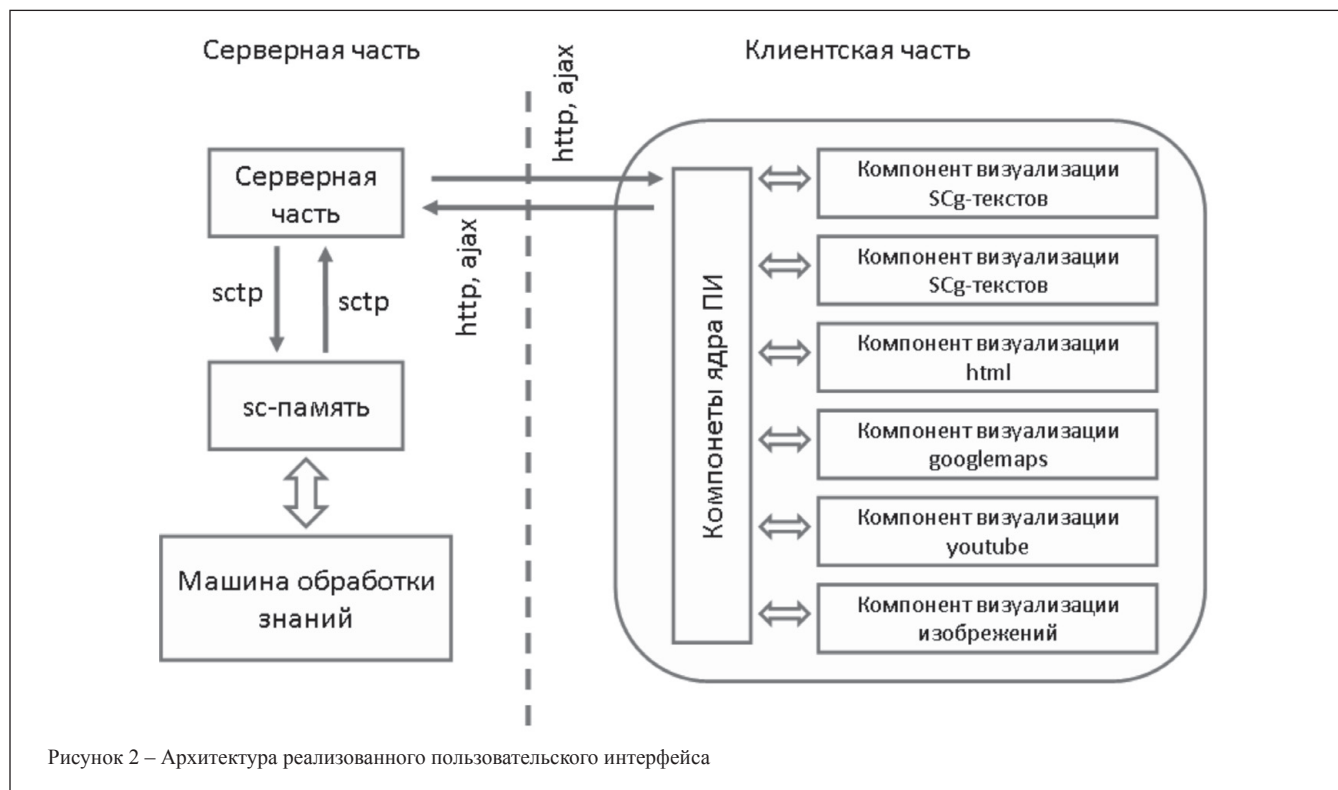 Серверная часть
Клиентская часть
http, ajax
http, ajax
Серверная
часть
sctp
sctp
sc-память
Машина обработки
знаний
Компонеты ядра ПИ
Компонент визуализации
SCg-текстов
Компонент визуализации
SCg-текстов
Компонент визуализации
html
Компонент визуализации
googlemaps
Компонент визуализации
youtube
Компонент визуализации
изобрежений
Рисунок 2 – Архитектура реализованного пользовательского интерфейса